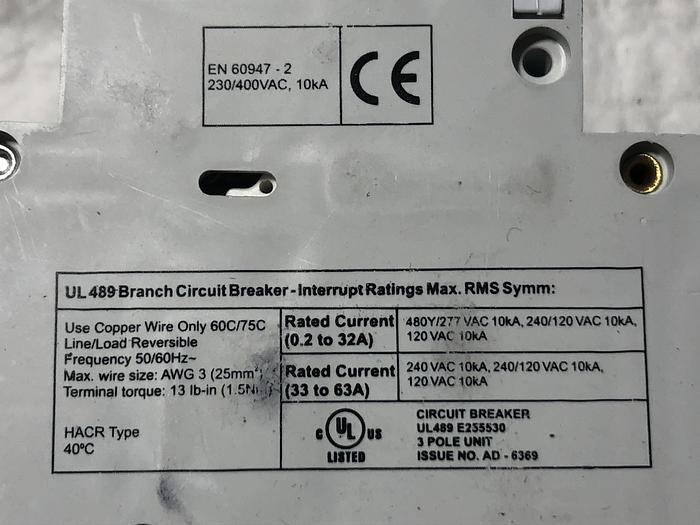 EN 60947 - 2
230/400VAC, 10kA
CE
UL 489 Branch Circuit Breaker - Interrupt Ratings Max. RMS Symm:
Use Copper Wire Only 60C/75C
Line/Load Reversible
Frequency 50/60Hz~
Max. wire size: AWG 3 (25mm²)
Terminal torque: 13 lb-in
HACR Type
40ºC
Rated Current
(0.2 to 32A)
480Y/277 VAC 10kA, 240/120 VAC 10kA,
120 VAC 10kA
Rated Current
(33 to 63A)
240 VAC 10kA, 240/120 VAC 10kA,
120 VAC 10kA
C UL US
LISTED
CIRCUIT BREAKER
UL489 E255530
3 POLE UNIT
ISSUE NO. AD - 6369